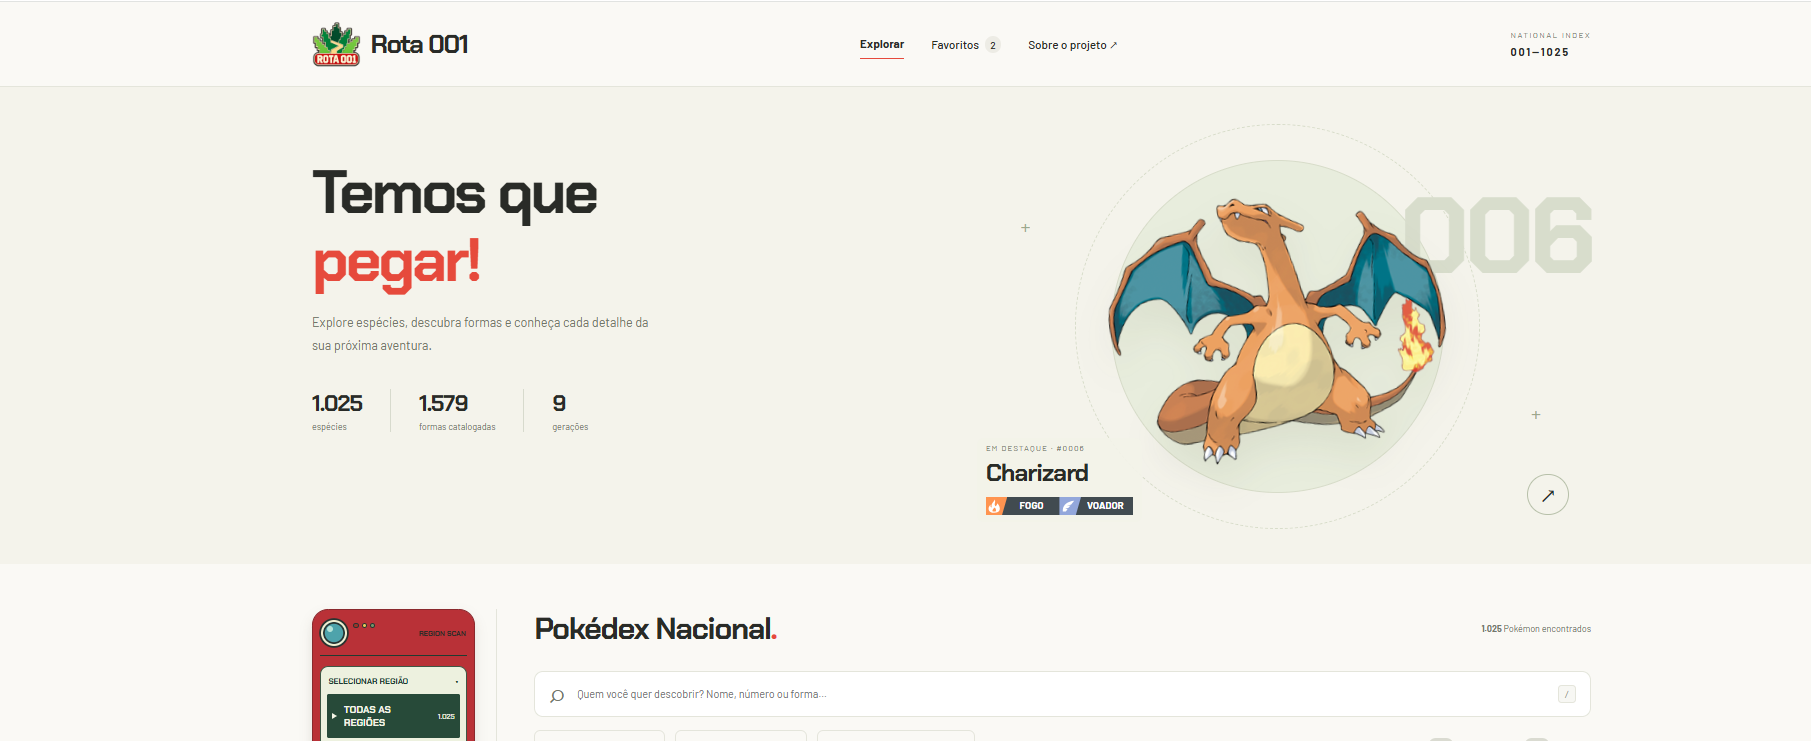 ROTA 001
Rota 001
Explorar
Favoritos 2
Sobre o projeto ↗
NATIONAL INDEX
001—1025
Temos que
pegar!
Explore espécies, descubra formas e conheça cada detalhe da
sua próxima aventura.
1.025
espécies
1.579
formas catalogadas
9
gerações
006
EM DESTAQUE · #0006
Charizard
FOGO
VOADOR
↗
REGION SCAN
SELECIONAR REGIÃO
TODAS AS
REGIÕES
1.025
Pokédex Nacional.
1.025 Pokémon encontrados
Quem você quer descobrir? Nome, número ou forma...
/